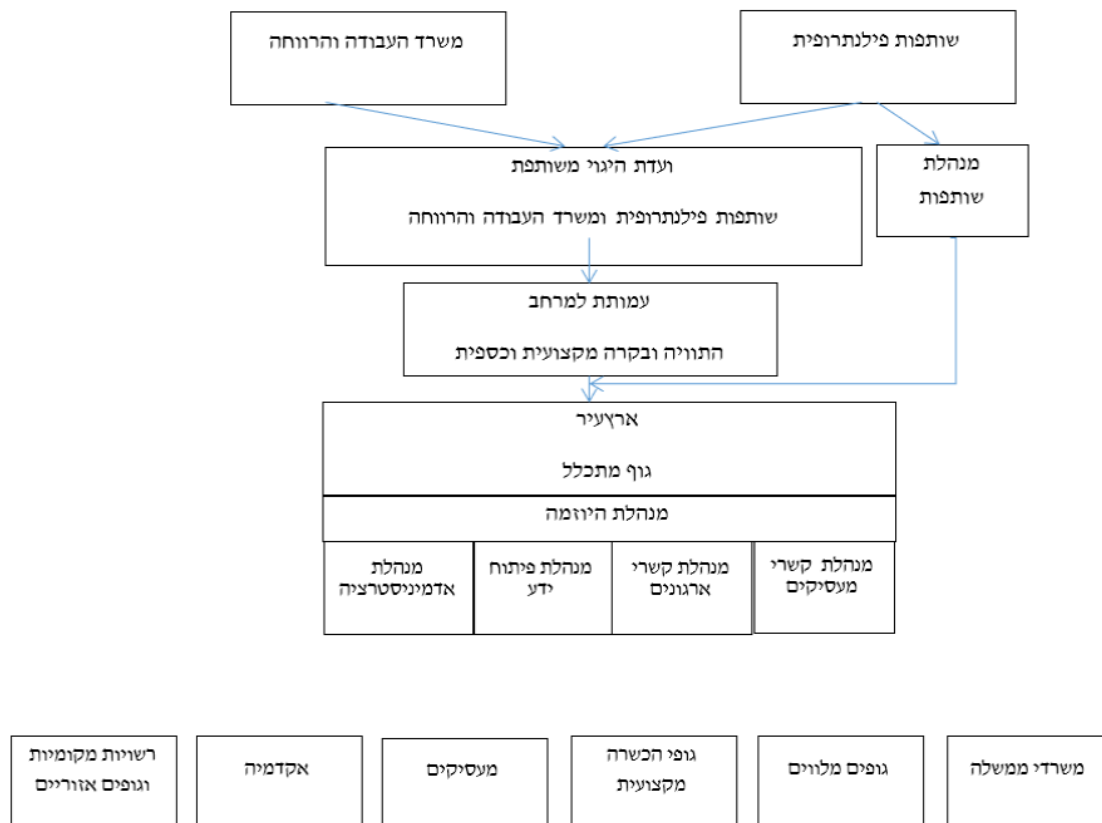 שותפות פילנתרופית
משרד העבודה והרווחה
ועדת היגוי משותפת
שותפות פילנתרופית ומשרד העבודה והרווחה
מנהלת
שותפות
עמותת למרחב
התוויה ובקרה מקצועית וכספית
ארץעיר
גוף מתכלל
מנהלת היוזמה
מנהלת קשרי
מעסיקים
מנהלת קשרי
ארגונים
מנהלת פיתוח
ידע
מנהלת
אדמיניסטרציה
משרדי ממשלה
גופים מלווים
גופי הכשרה
מקצועית
מעסיקים
אקדמיה
רשויות מקומיות
וגופים אזוריים